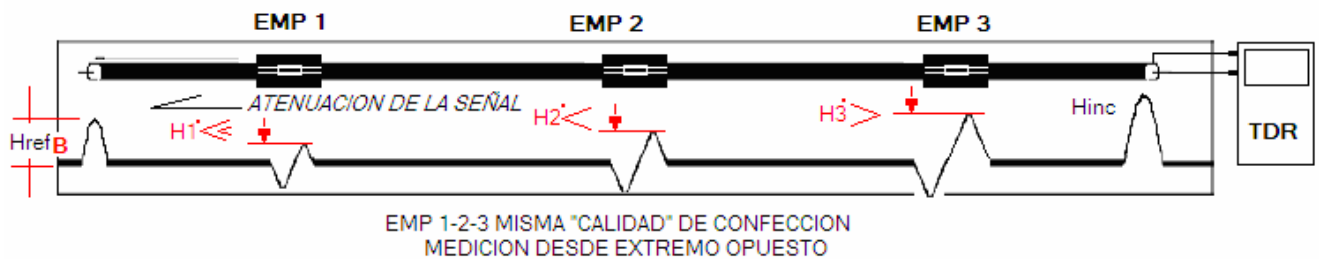 EMP 1
EMP 2
EMP 3
ATENUACION DE LA SEÑAL
Href B
H1
H2
H3
Hinc
TDR
EMP 1-2-3 MISMA "CALIDAD" DE CONFECCION
MEDICION DESDE EXTREMO OPUESTO